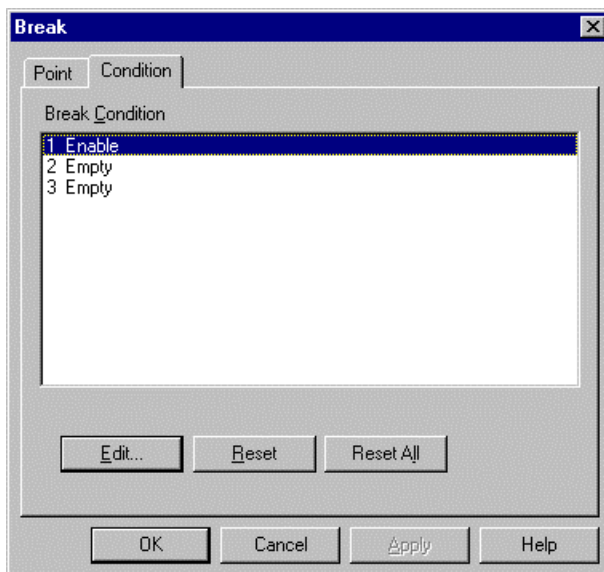 Break
Point Condition
Break Condition
1 Enable
2 Empty
3 Empty
Edit... Reset Reset All
OK Cancel Apply Help